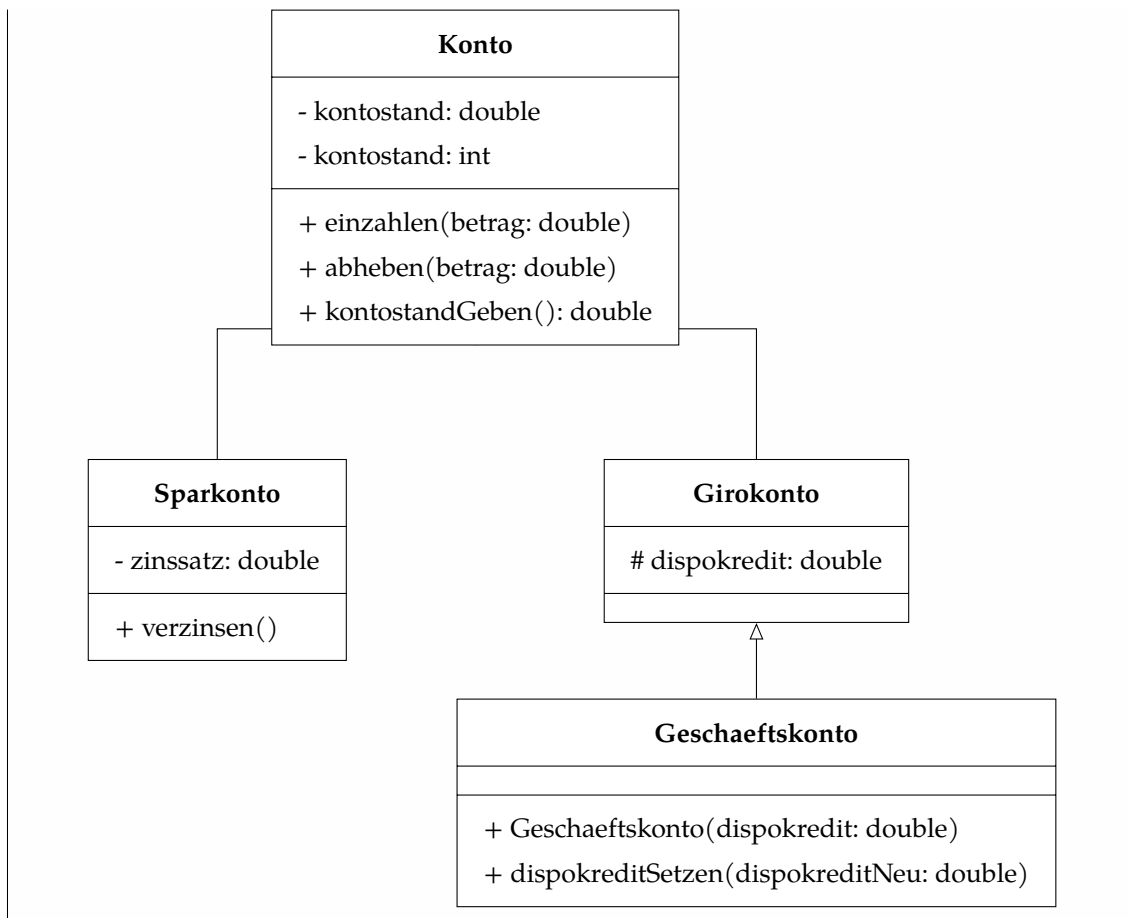 Konto
- kontostand: double
- kontostand: int
+ einzahlen(betrag: double)
+ abheben(betrag: double)
+ kontostandGeben(): double
Sparkonto
- zinssatz: double
+ verzinsen()
Girokonto
# dispokredit: double
Geschaeftskonto
+ Geschaeftskonto(dispokredit: double)
+ dispokreditSetzen(dispokreditNeu: double)